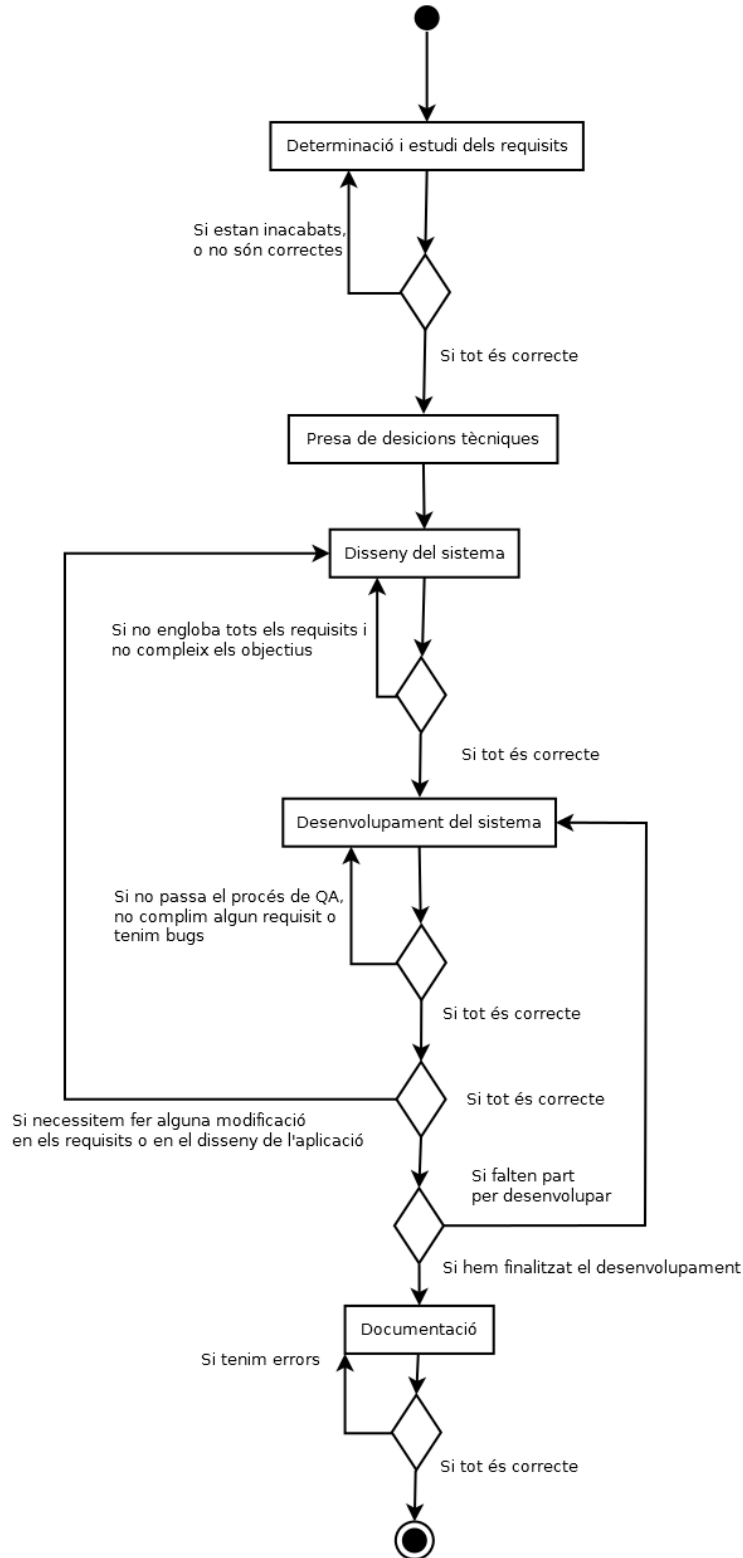 Determinació i estudi dels requisits
Si estan inacabats,
o no són correctes
Si tot és correcte
Presa de desicions tècniques
Disseny del sistema
Si no engloba tots els requisits i
no compleix els objectius
Si tot és correcte
Desenvolupament del sistema
Si no passa el procés de QA,
no complim algun requisit o
tenim bugs
Si tot és correcte
Si tot és correcte
Si necessitem fer alguna modificació
en els requisits o en el disseny de l'aplicació
Si falten part
per desenvolupar
Si hem finalitzat el desenvolupament
Documentació
Si tenim errors
Si tot és correcte